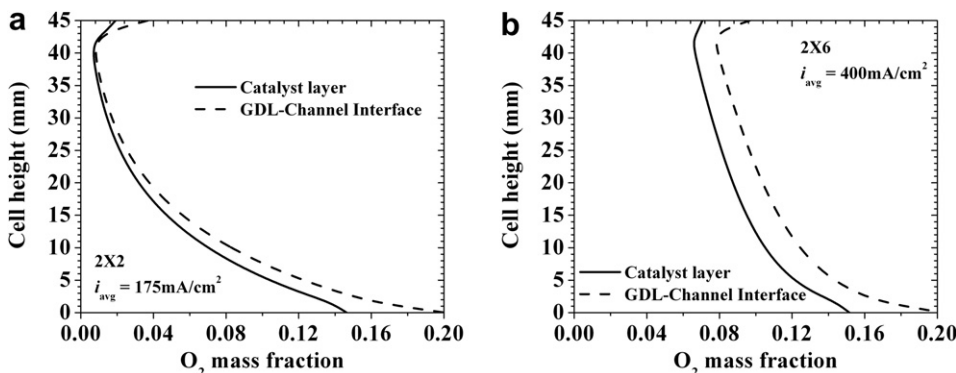 a
45
40
35
30
25
20
15
10
5
0
Cell height (mm)
Catalyst layer
GDL-Channel Interface
2X2
i_avg = 175mA/cm²
0.00 0.04 0.08 0.12 0.16 0.20
O₂ mass fraction
b
45
40
35
30
25
20
15
10
5
0
Cell height (mm)
2X6
i_avg = 400mA/cm²
Catalyst layer
GDL-Channel Interface
0.00 0.04 0.08 0.12 0.16 0.20
O₂ mass fraction